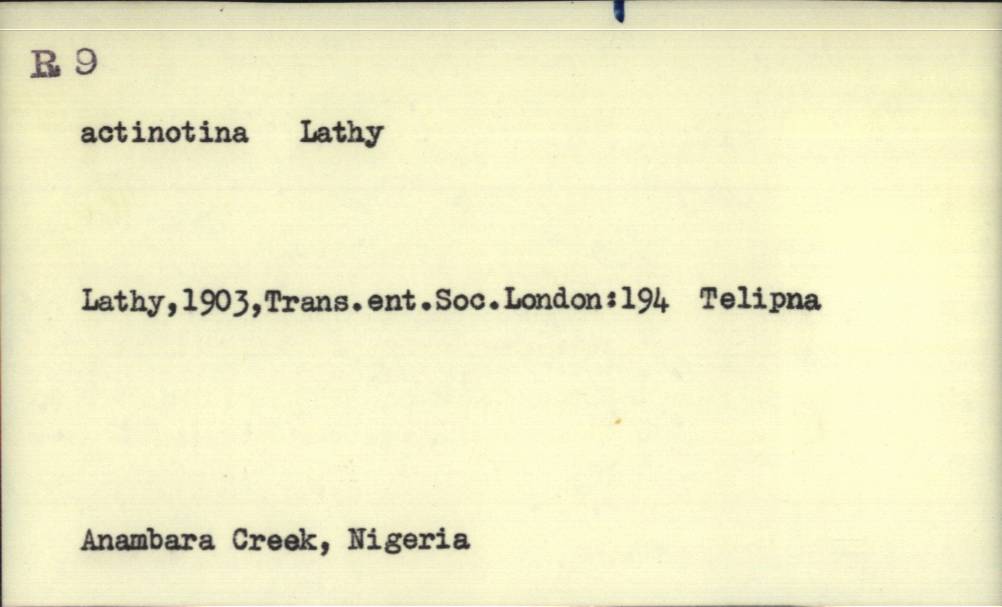 R 9
actinotina Lathy
Lathy,1903,Trans.ent.Soc.London:194 Telipna
Anambara Creek, Nigeria